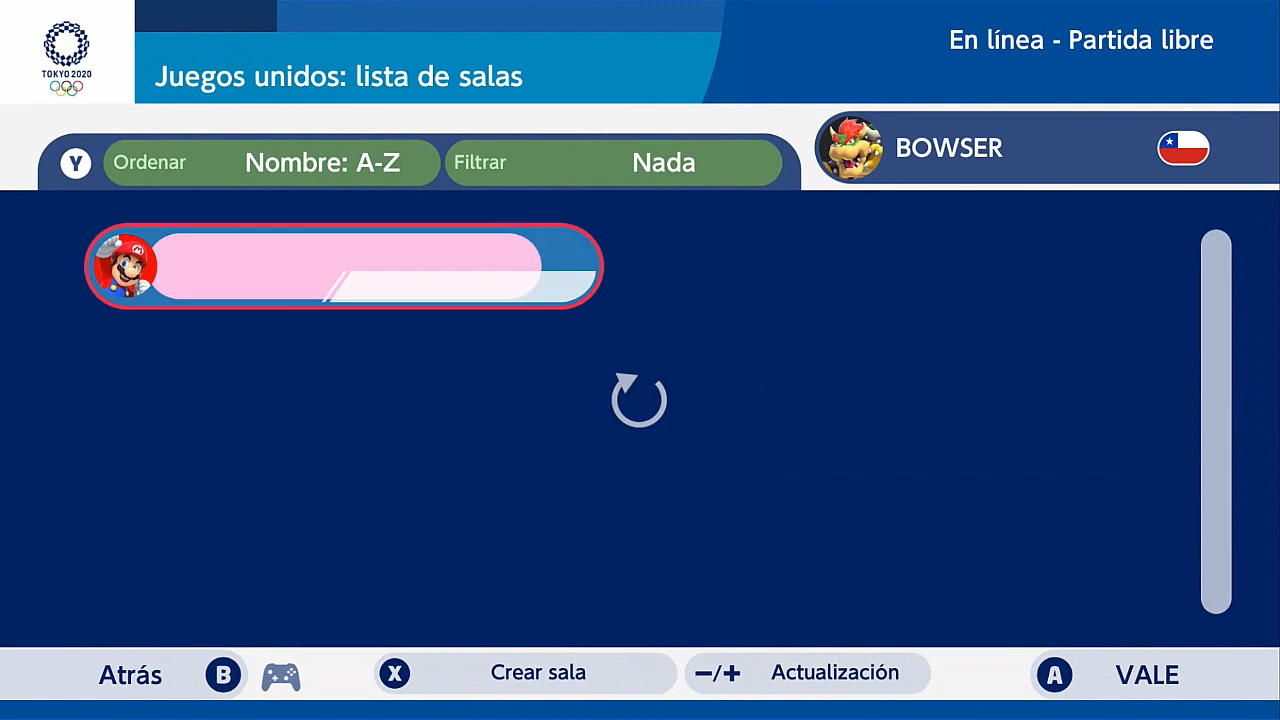 TOKYO 2020
En línea - Partida libre
Juegos unidos: lista de salas
Y Ordenar Nombre: A-Z Filtrar Nada
BOWSER
Atrás B X Crear sala −/+ Actualización A VALE